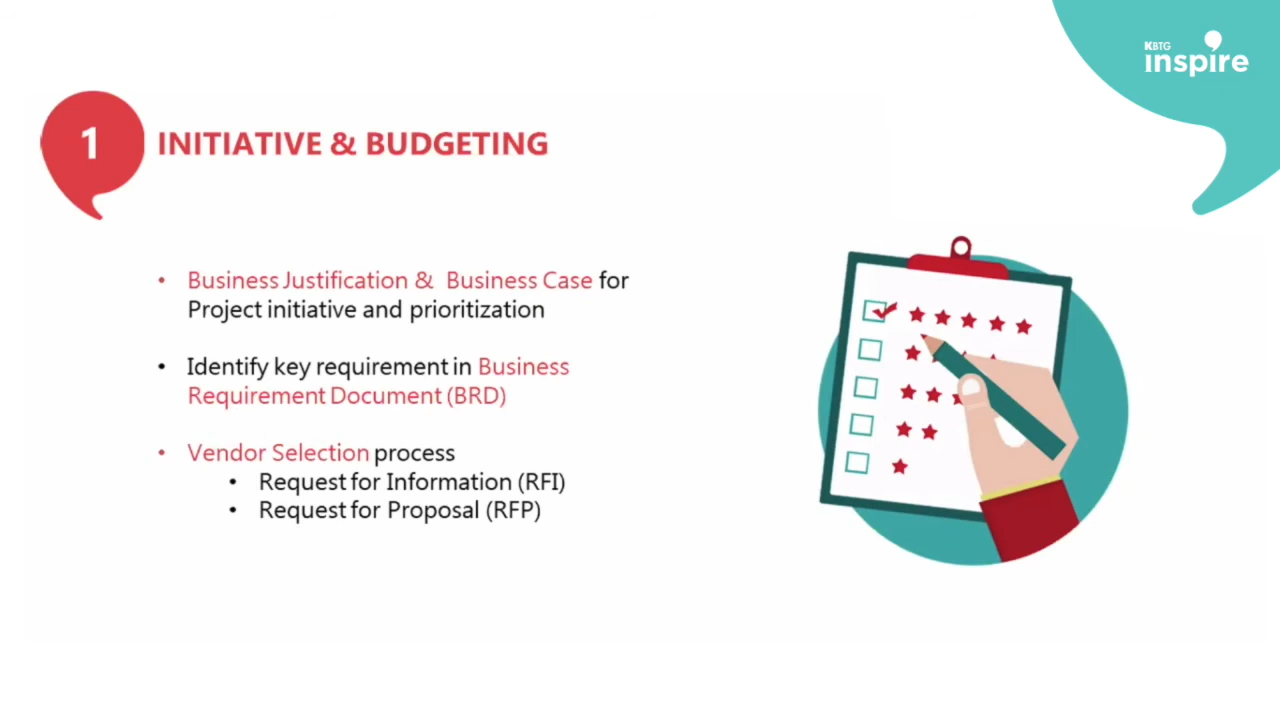 KBTG
inspire
1
INITIATIVE & BUDGETING
• Business Justification & Business Case for
Project initiative and prioritization
• Identify key requirement in Business
Requirement Document (BRD)
• Vendor Selection process
• Request for Information (RFI)
• Request for Proposal (RFP)